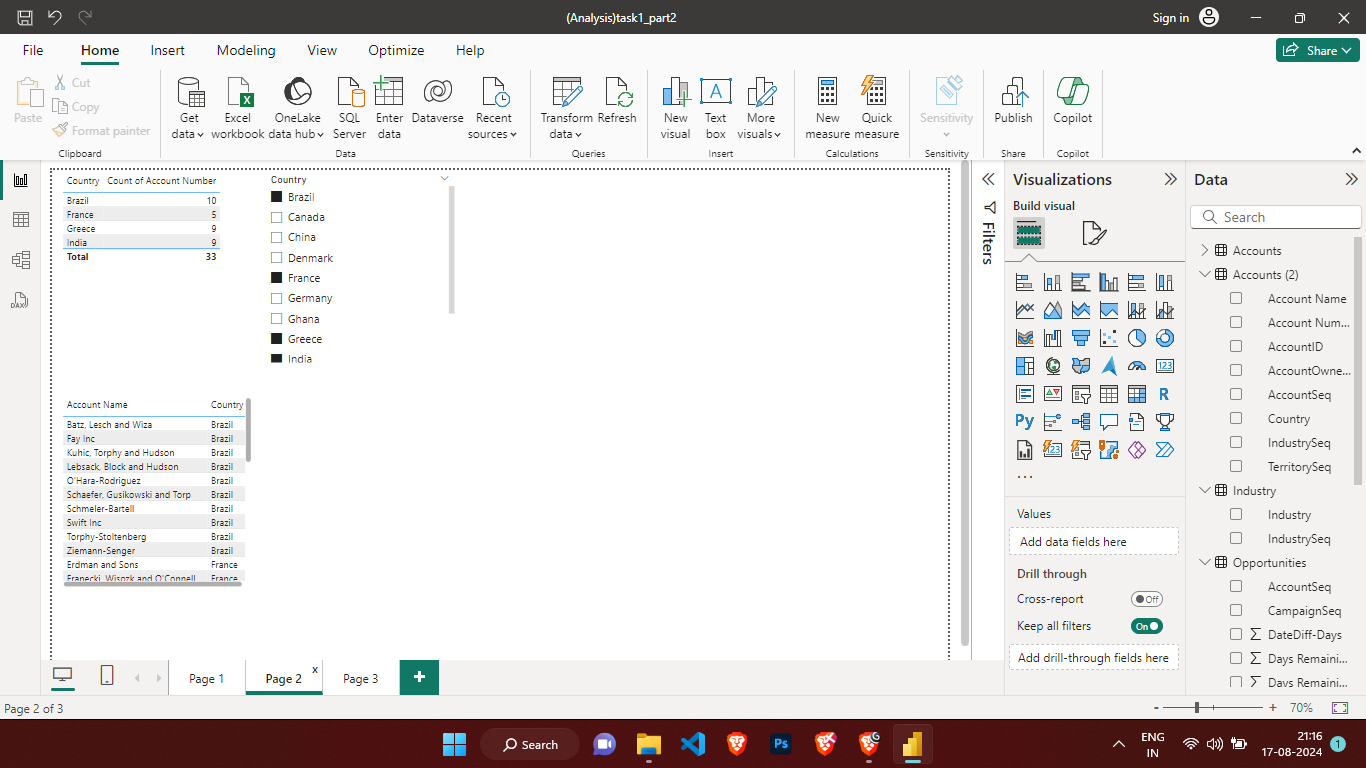 (Analysis)task1_part2
Sign in
File
Home
Insert
Modeling
View
Optimize
Help
Share
Paste
Cut
Copy
Format painter
Clipboard
Get data
Excel workbook
OneLake data hub
SQL Server
Enter data
Dataverse
Recent sources
Data
Transform data
Refresh
Queries
New visual
Text box
More visuals
Insert
New measure
Quick measure
Calculations
Sensitivity
Sensitivity
Publish
Share
Copilot
Copilot
Country Count of Account Number
Brazil 10
France 5
Greece 9
India 9
Total 33
Country
Brazil
Canada
China
Denmark
France
Germany
Ghana
Greece
India
Account Name Country
Batz, Lesch and Wiza Brazil
Fay Inc Brazil
Kuhic, Torphy and Hudson Brazil
Lebsack, Block and Hudson Brazil
O'Hara-Rodriguez Brazil
Schaefer, Gusikowski and Torp Brazil
Schmeler-Bartell Brazil
Swift Inc Brazil
Torphy-Stoltenberg Brazil
Ziemann-Senger Brazil
Erdman and Sons France
Franecki, Wisozk and O'Connell France
Filters
Visualizations
Build visual
123
R
Py
...
Values
Add data fields here
Drill through
Cross-report
Off
Keep all filters
On
Add drill-through fields here
Data
Search
Accounts
Accounts (2)
Account Name
Account Num...
AccountID
AccountOwne...
AccountSeq
Country
IndustrySeq
TerritorySeq
Industry
Industry
IndustrySeq
Opportunities
AccountSeq
CampaignSeq
DateDiff-Days
Days Remaini...
Days Remaini...
Page 1
Page 2
x
Page 3
+
Page 2 of 3
-
+
70%
Search
Ps
ENG
IN
21:16
17-08-2024
1